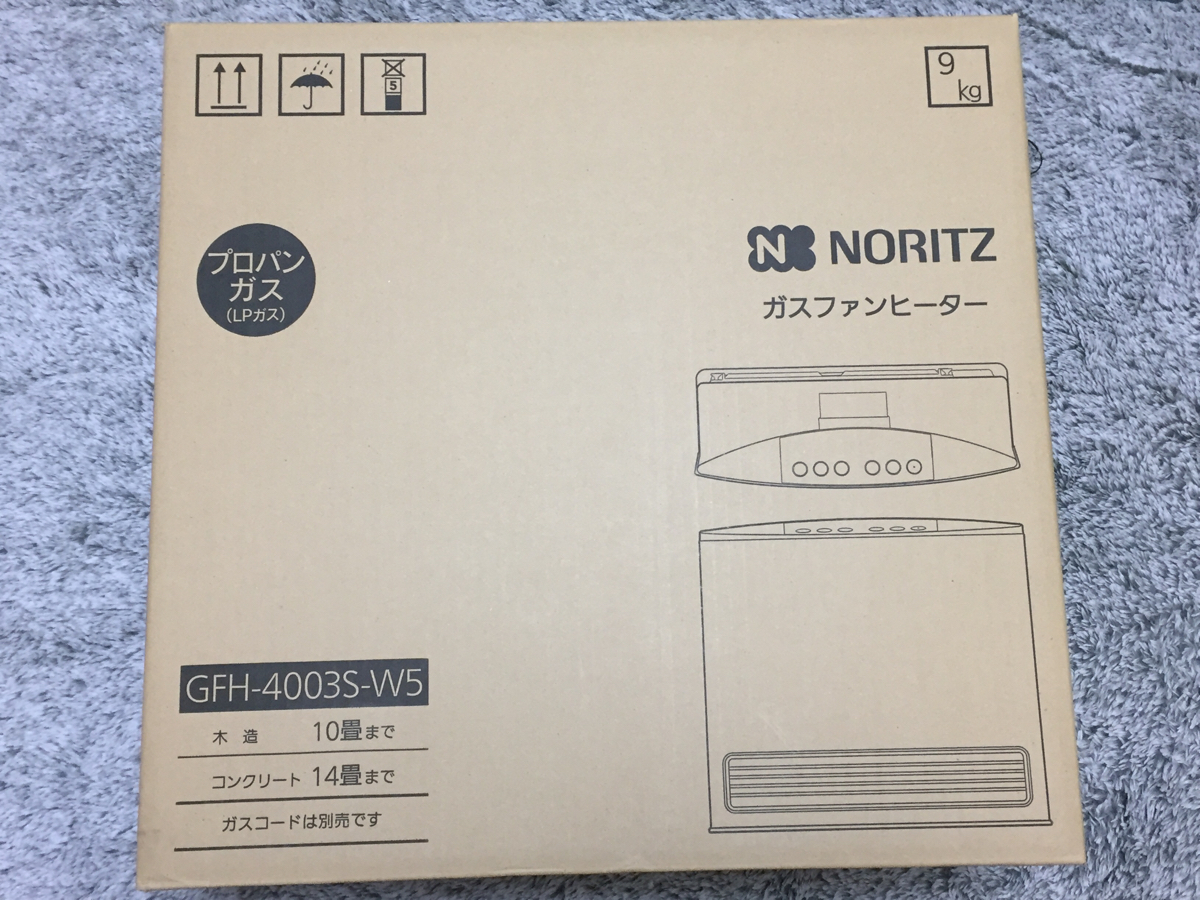 5
9
kg
プロパン
ガス
(LPガス)
N NORITZ
ガスファンヒーター
GFH-4003S-W5
木 造 10畳まで
コンクリート 14畳まで
ガスコードは別売です